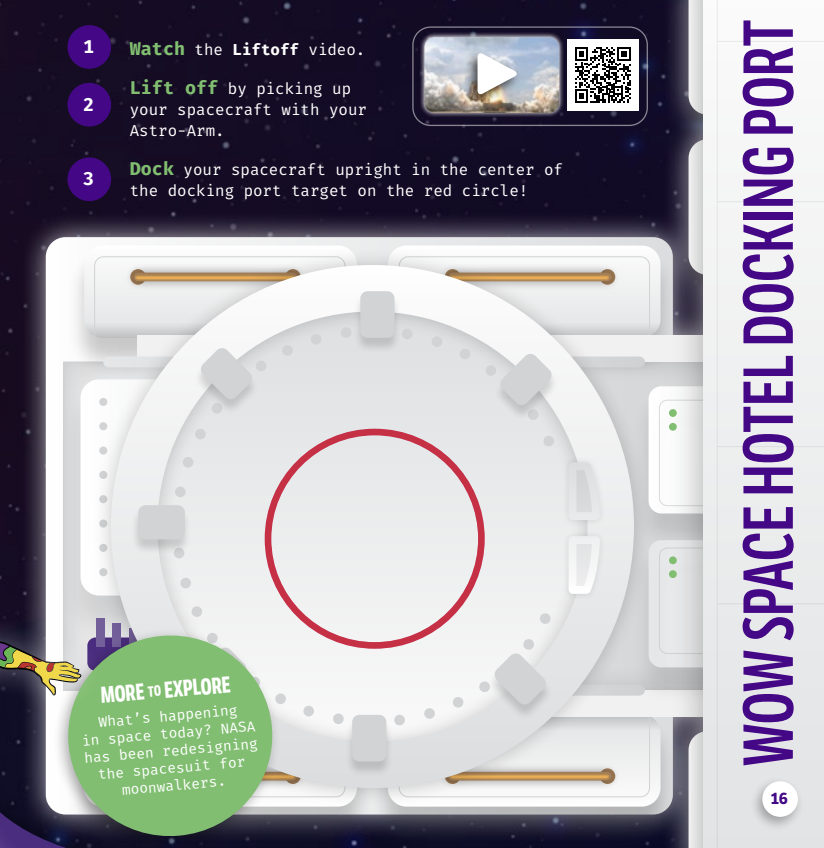 1
Watch the Liftoff video.
2
Lift off by picking up
your spacecraft with your
Astro-Arm.
3
Dock your spacecraft upright in the center of
the docking port target on the red circle!
WOW SPACE HOTEL DOCKING PORT
MORE TO EXPLORE
What's happening
in space today? NASA
has been redesigning
the spacesuit for
moonwalkers.
16